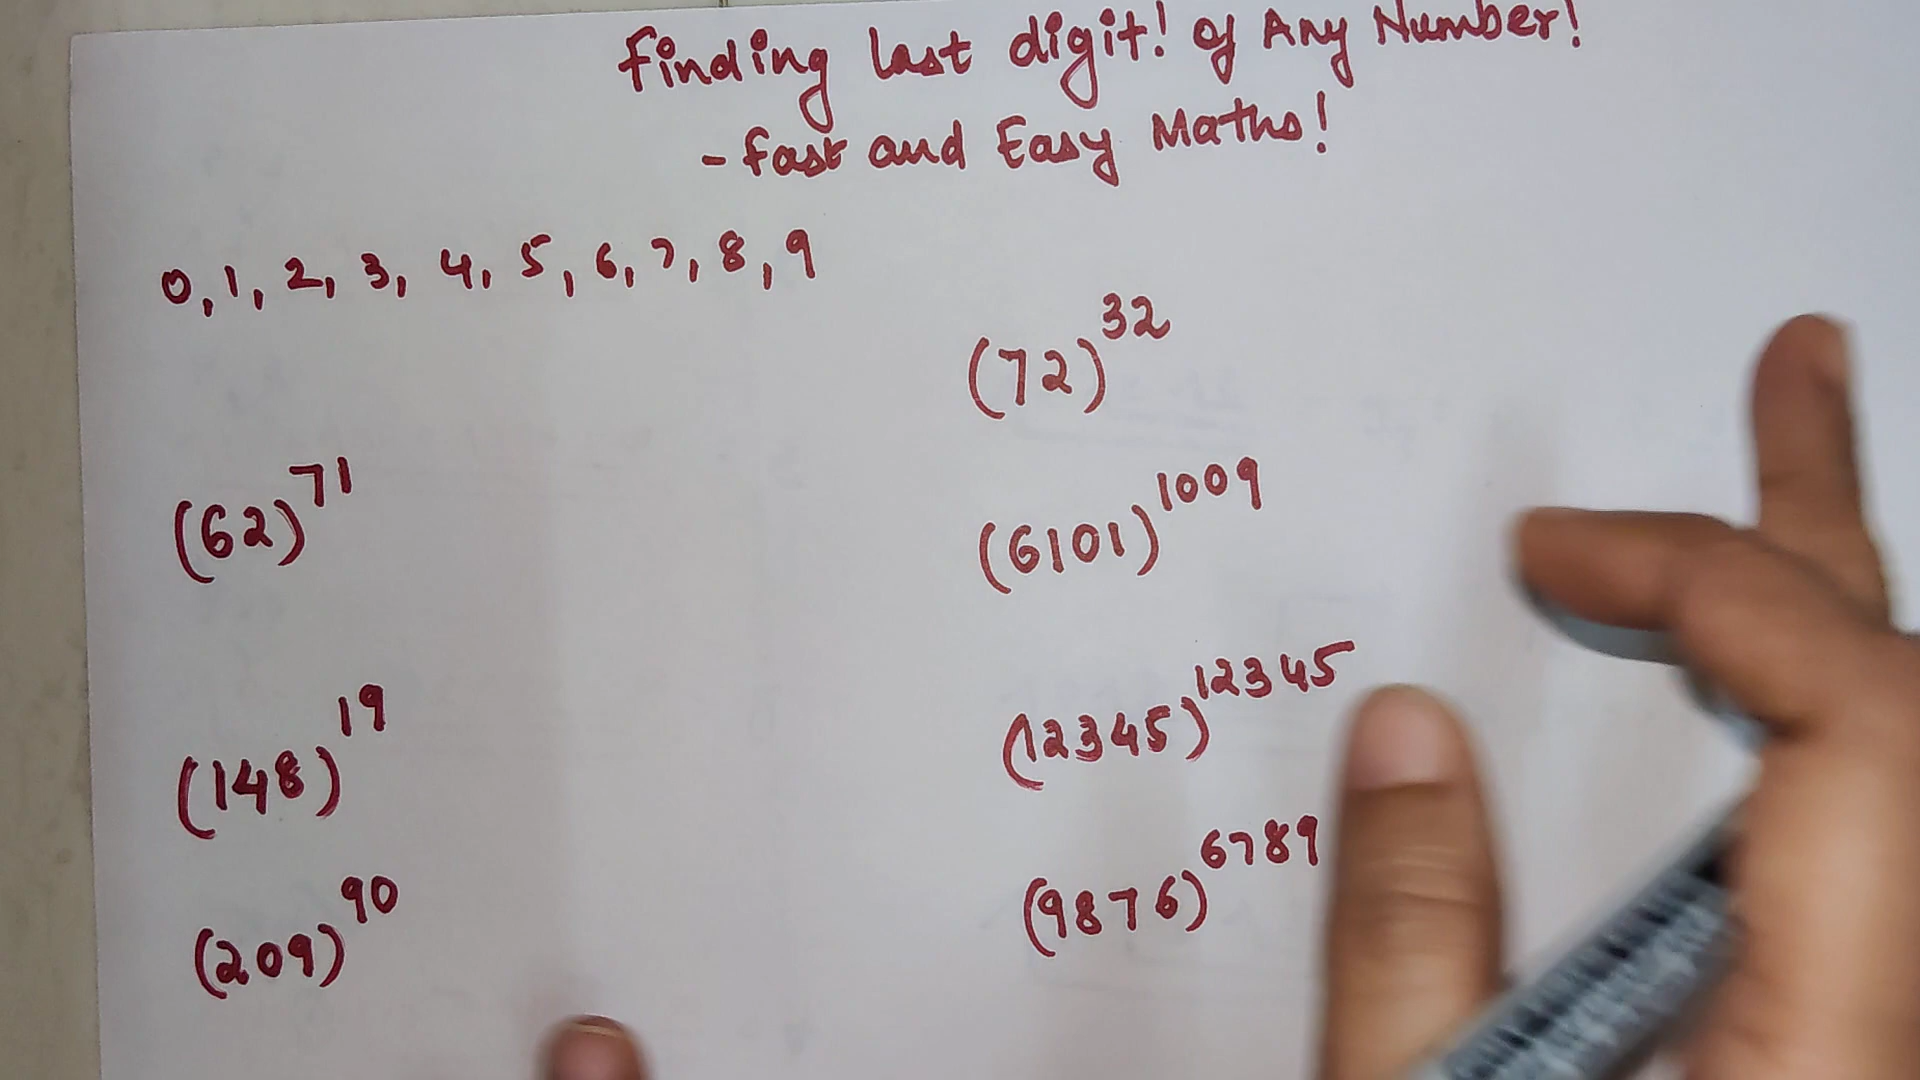 Finding last digit! of Any Number!
- Fast and Easy Maths!
0, 1, 2, 3, 4, 5, 6, 7, 8, 9
(72)^32
(62)^71
(6101)^1009
(148)^19
(12345)^12345
(209)^90
(9876)^6789